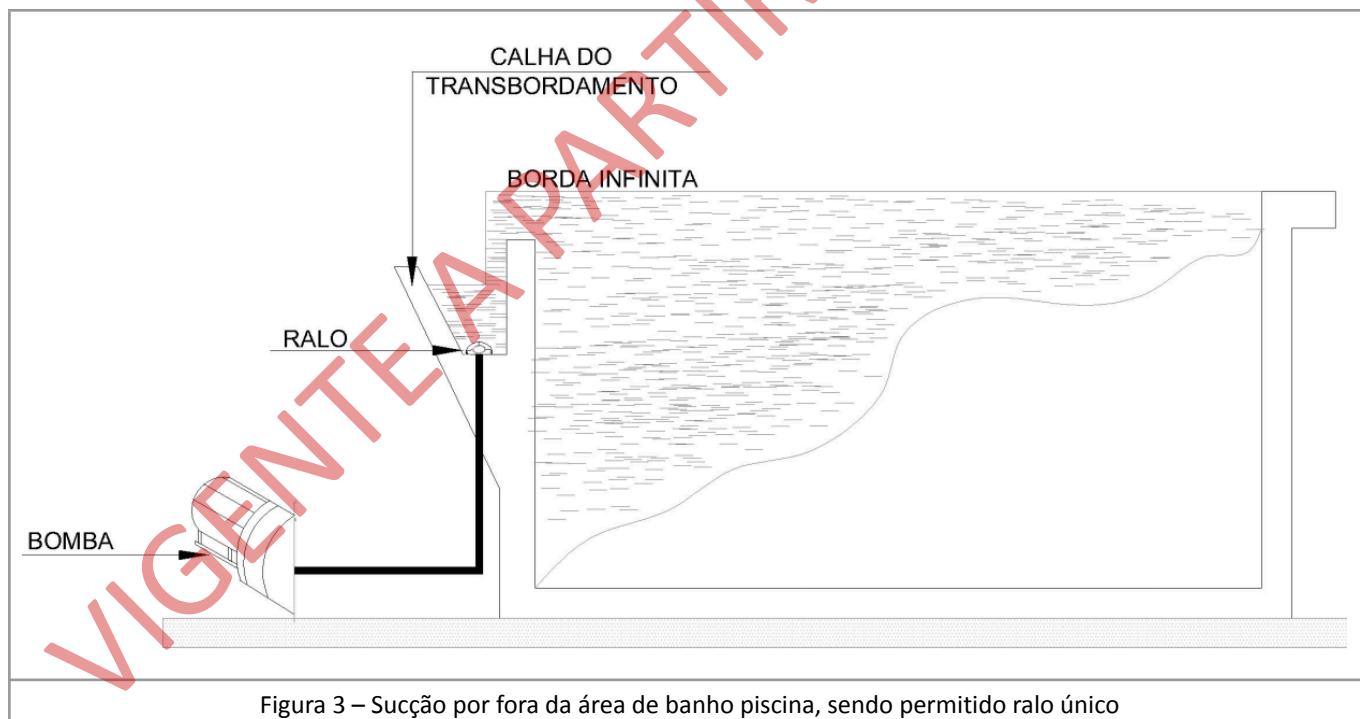 CALHA DO
TRANSBORDAMENTO
BORDA INFINITA
RALO
BOMBA
VIGENTE A PARTIR
Figura 3 – Sucção por fora da área de banho piscina, sendo permitido ralo único